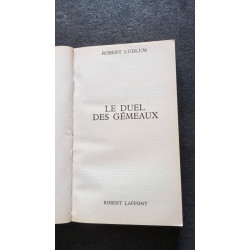 ROBERT LUDLUM
LE DUEL
DES GÉMEAUX
ROBERT LAFFONT